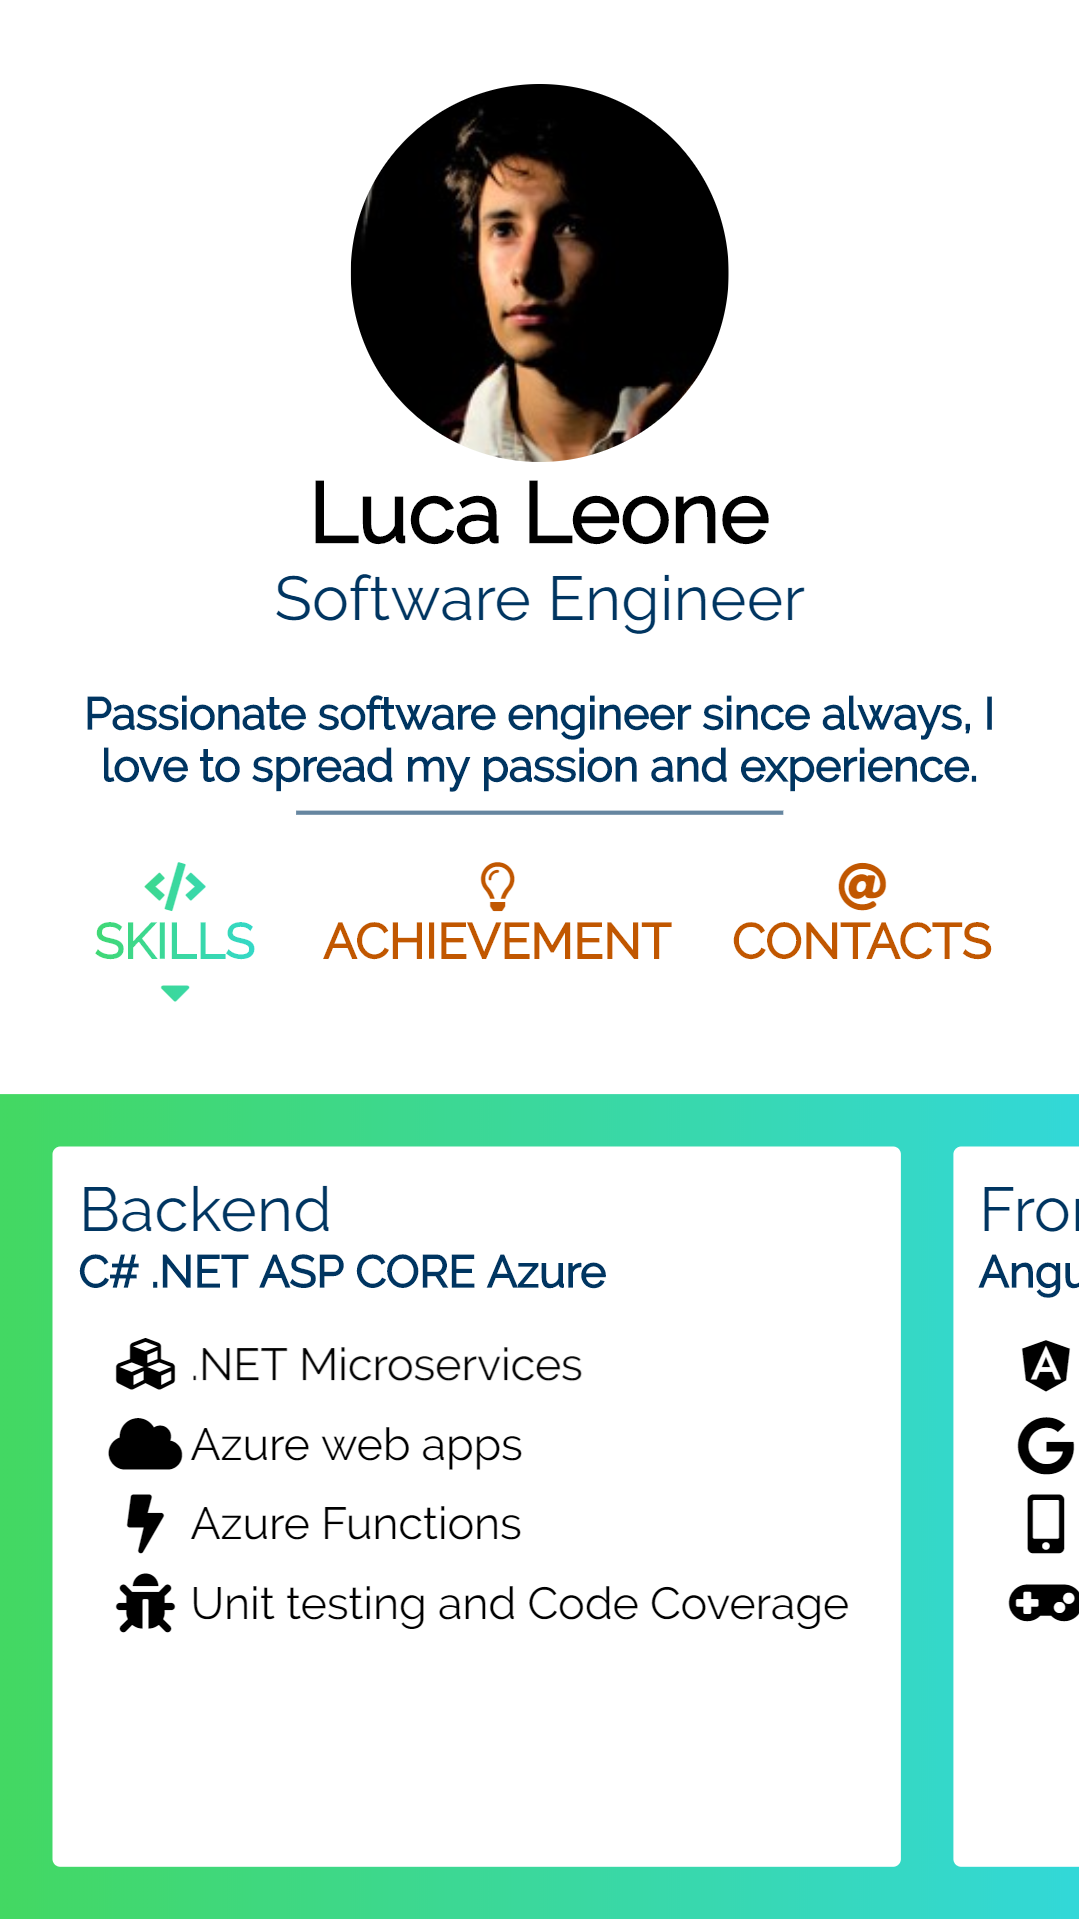 Luca Leone
Software Engineer
Passionate software engineer since always, I
love to spread my passion and experience.
SKILLS
ACHIEVEMENT
CONTACTS
Backend
C# .NET ASP CORE Azure
.NET Microservices
Azure web apps
Azure Functions
Unit testing and Code Coverage